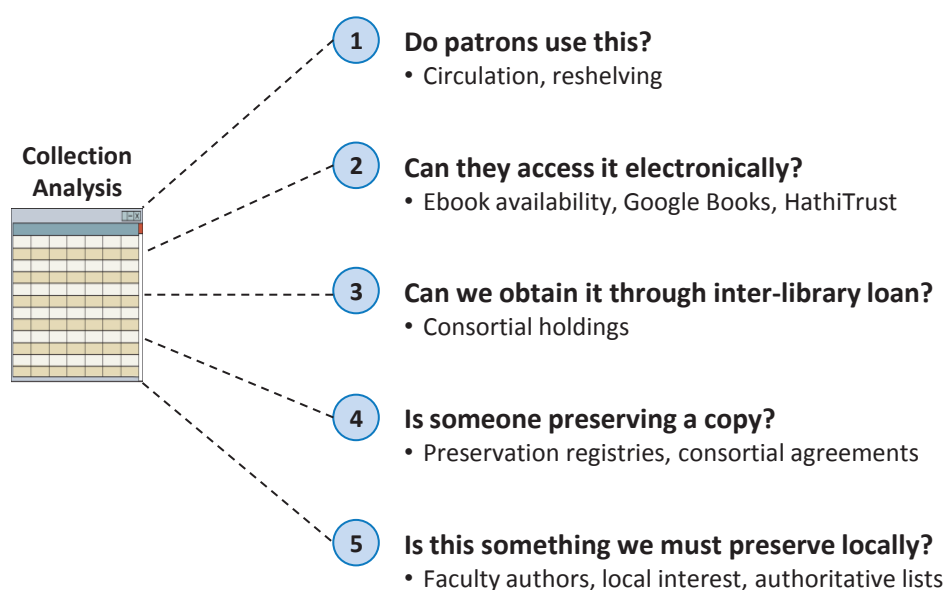 Collection
Analysis
1 Do patrons use this?
• Circulation, reshelving
2 Can they access it electronically?
• Ebook availability, Google Books, HathiTrust
3 Can we obtain it through inter-library loan?
• Consortial holdings
4 Is someone preserving a copy?
• Preservation registries, consortial agreements
5 Is this something we must preserve locally?
• Faculty authors, local interest, authoritative lists